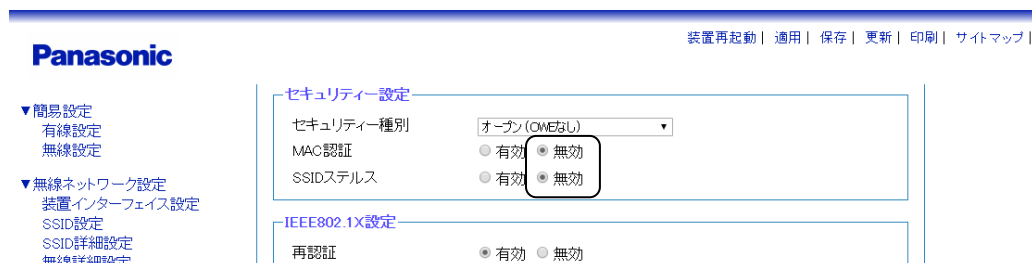 装置再起動 | 適用 | 保存 | 更新 | 印刷 | サイトマップ |
Panasonic
▼簡易設定
有線設定
無線設定
▼無線ネットワーク設定
装置インターフェイス設定
SSID設定
SSID詳細設定
無線詳細設定
セキュリティー設定
セキュリティー種別 オープン(OWEなし) ▼
MAC認証 有効 無効
SSIDステルス 有効 無効
IEEE802.1X設定
再認証 有効 無効